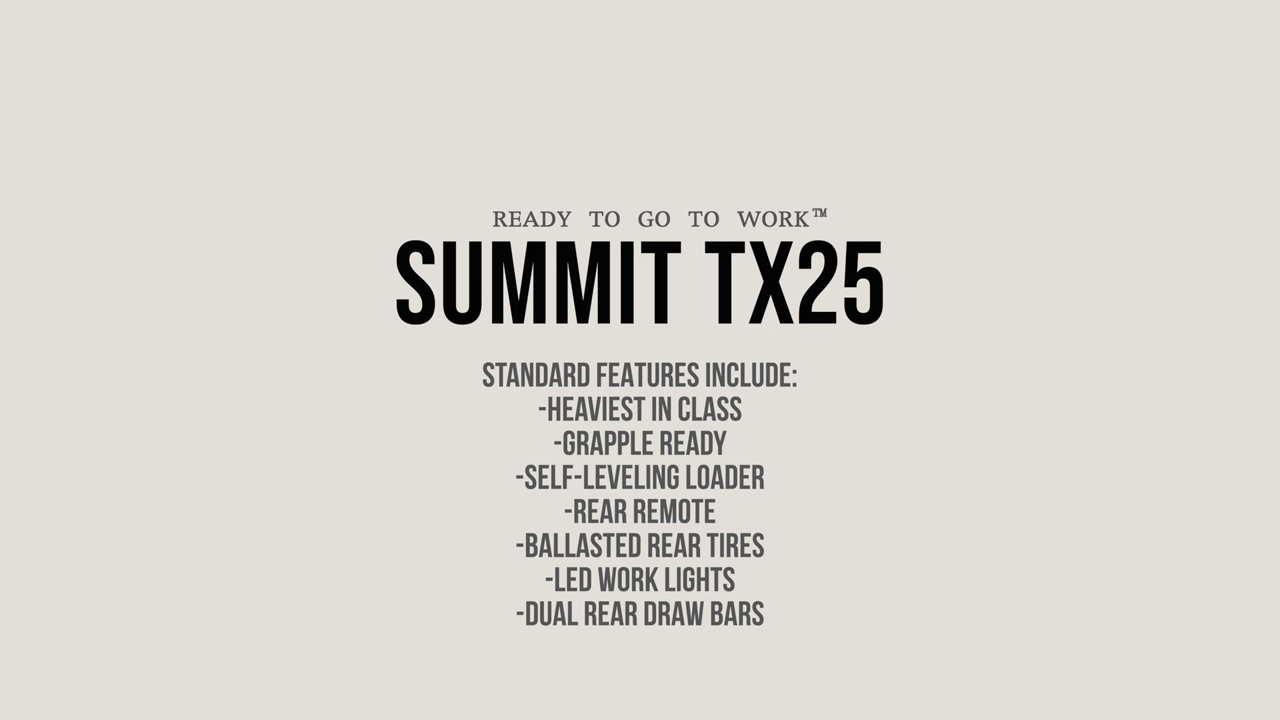 READY TO GO TO WORK™
SUMMIT TX25
STANDARD FEATURES INCLUDE:
-HEAVIEST IN CLASS
-GRAPPLE READY
-SELF-LEVELING LOADER
-REAR REMOTE
-BALLASTED REAR TIRES
-LED WORK LIGHTS
-DUAL REAR DRAW BARS